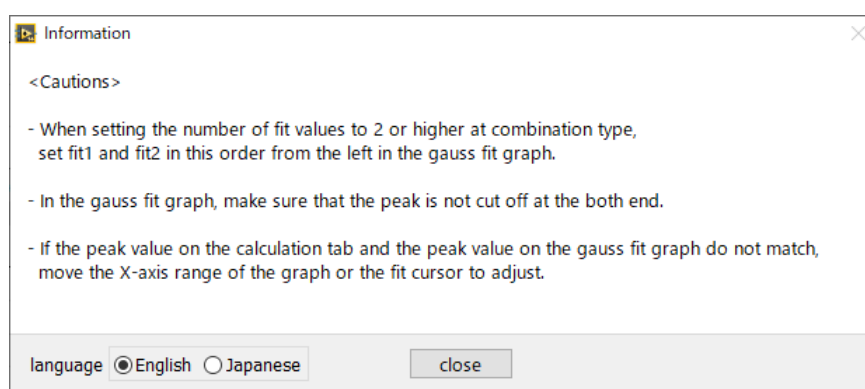 Information
<Cautions>
- When setting the number of fit values to 2 or higher at combination type,
set fit1 and fit2 in this order from the left in the gauss fit graph.
- In the gauss fit graph, make sure that the peak is not cut off at the both end.
- If the peak value on the calculation tab and the peak value on the gauss fit graph do not match,
move the X-axis range of the graph or the fit cursor to adjust.
language English Japanese close